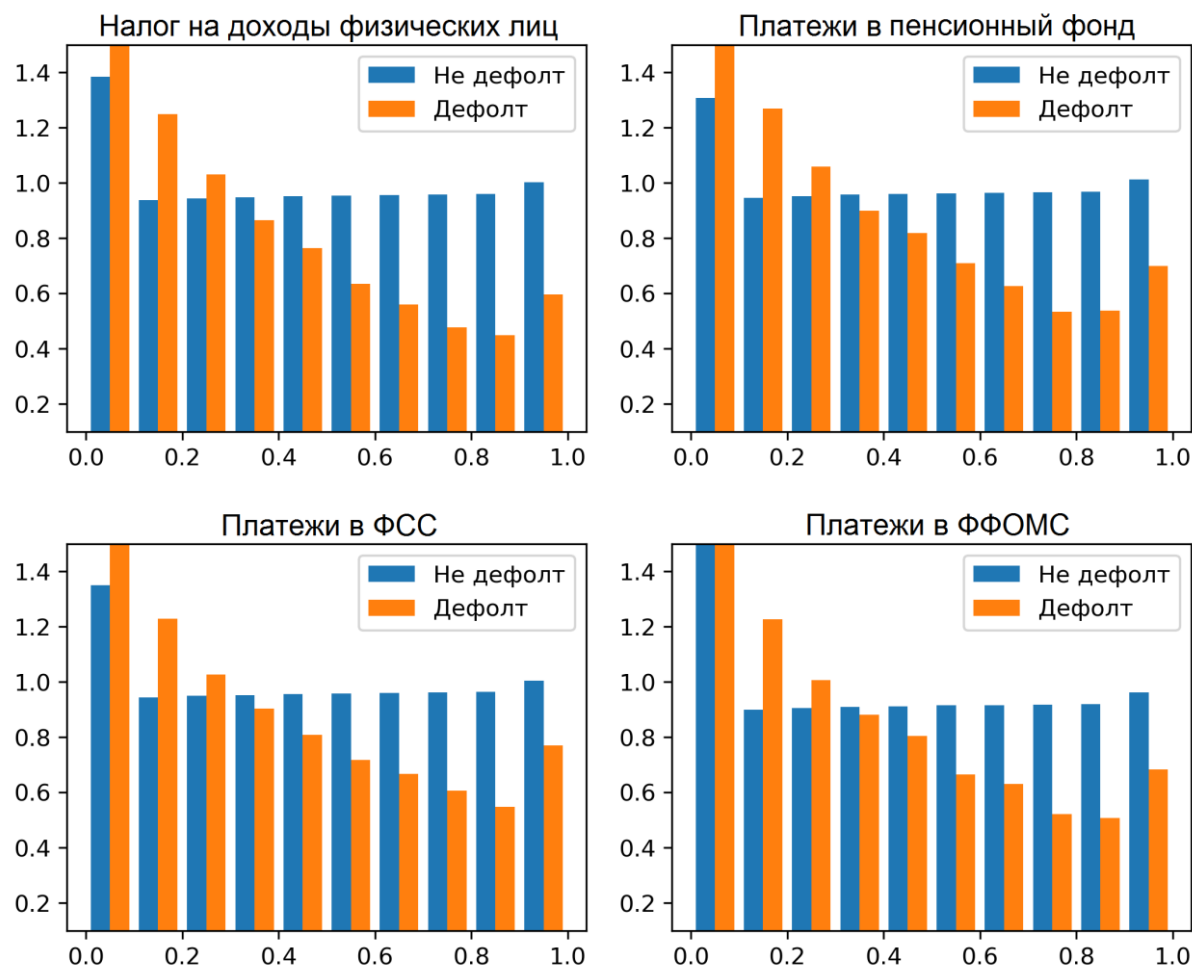 Налог на доходы физических лиц
1.4
1.2
1.0
0.8
0.6
0.4
0.2
Не дефолт
Дефолт
0.0 0.2 0.4 0.6 0.8 1.0
Платежи в пенсионный фонд
1.4
1.2
1.0
0.8
0.6
0.4
0.2
Не дефолт
Дефолт
0.0 0.2 0.4 0.6 0.8 1.0
Платежи в ФСС
1.4
1.2
1.0
0.8
0.6
0.4
0.2
Не дефолт
Дефолт
0.0 0.2 0.4 0.6 0.8 1.0
Платежи в ФФОМС
1.4
1.2
1.0
0.8
0.6
0.4
0.2
Не дефолт
Дефолт
0.0 0.2 0.4 0.6 0.8 1.0